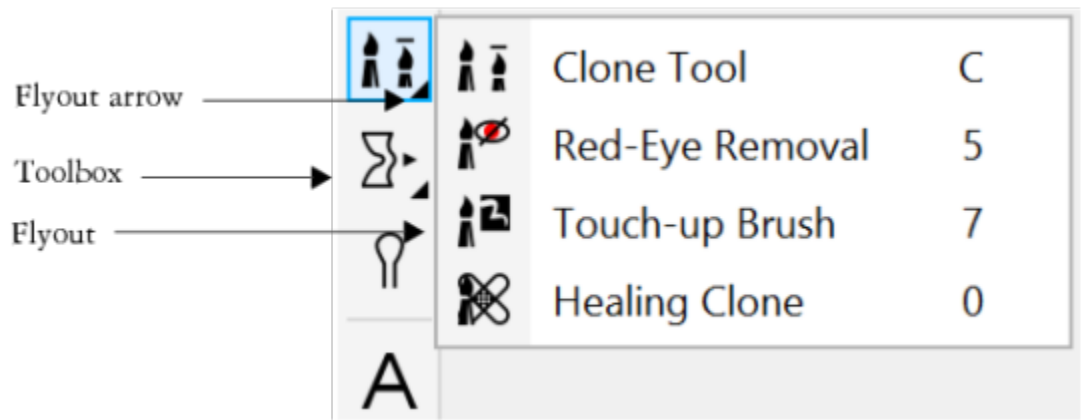 Clone Tool C
Flyout arrow
Red-Eye Removal 5
Toolbox
Touch-up Brush 7
Flyout
Healing Clone 0
A